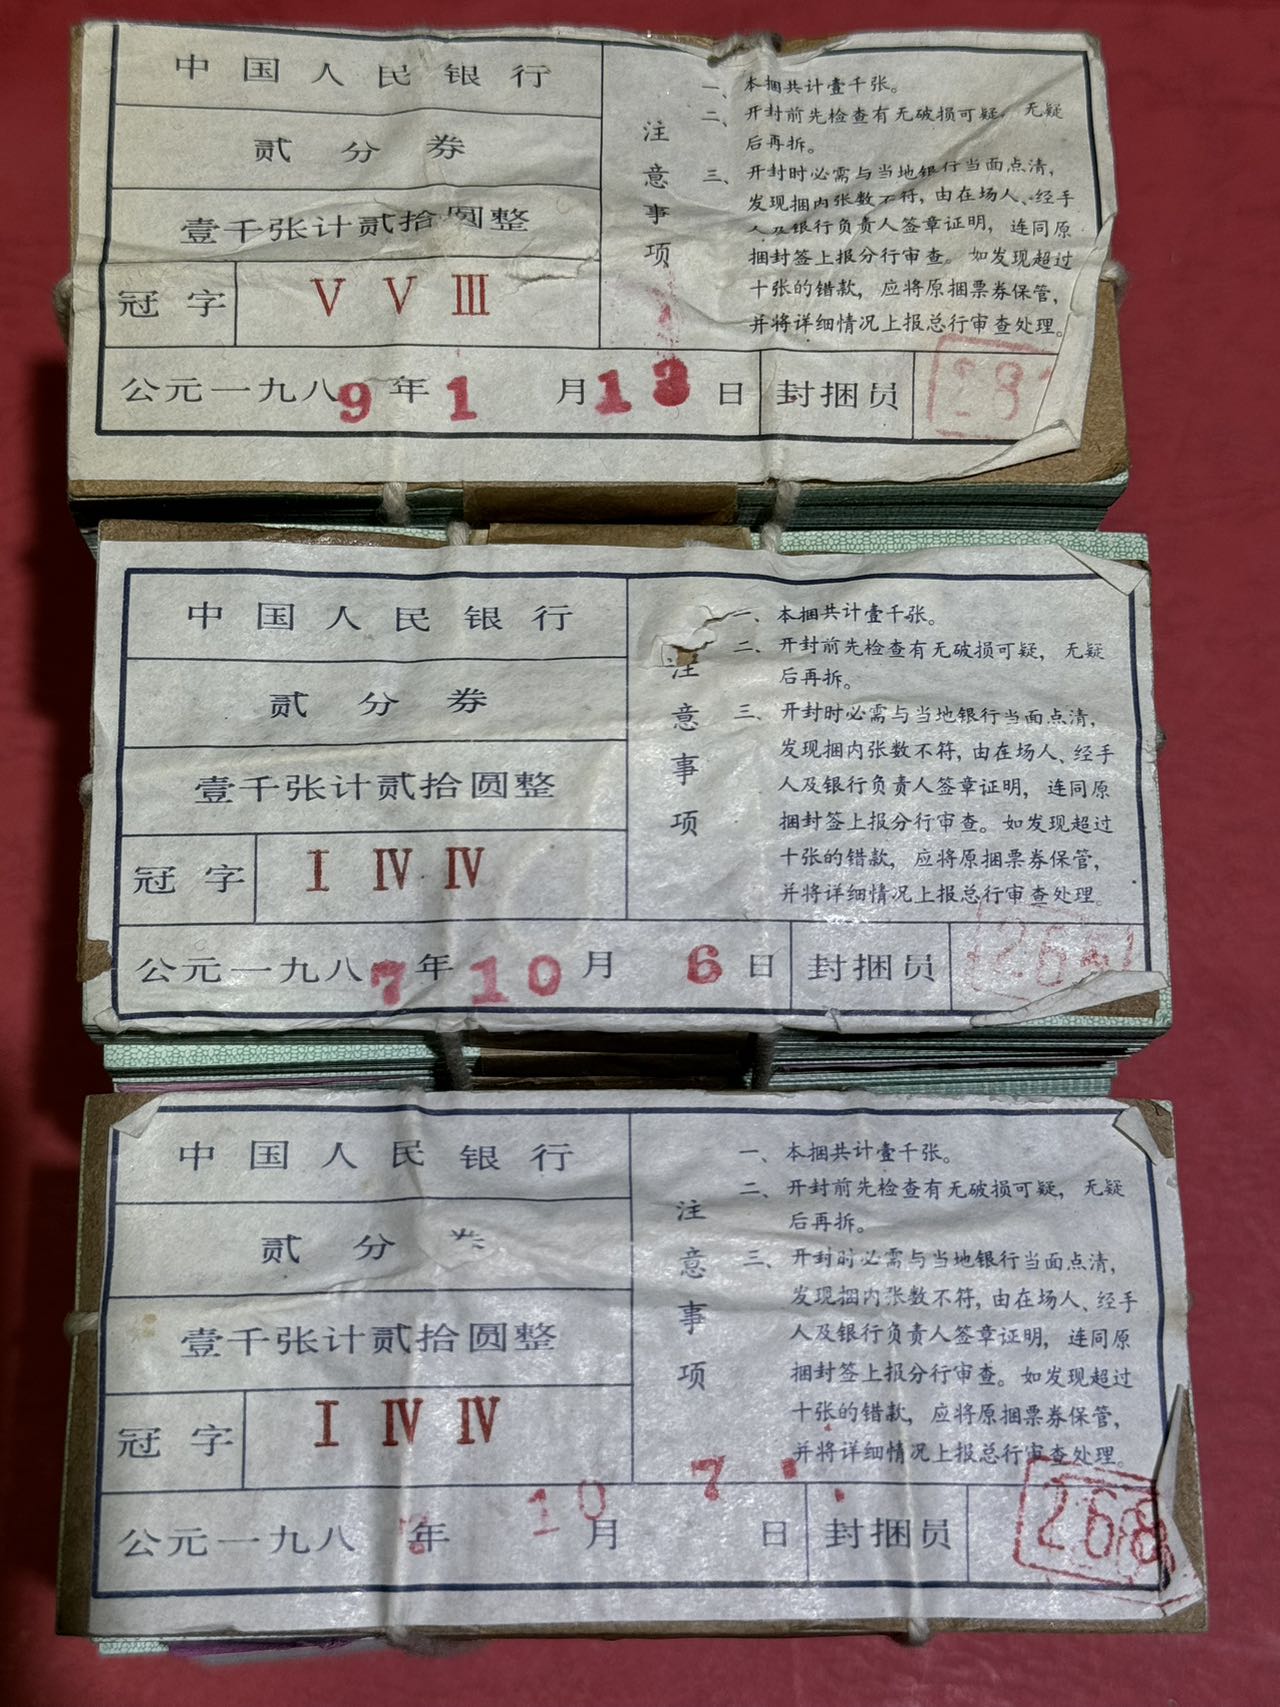 中国人民银行
贰分券
壹千张计贰拾圆整
冠字 V V III
公元一九八9年1月13日 封捆员
注意事项
一、本捆共计壹千张。
二、开封前先检查有无破损可疑，无疑
后再拆。
三、开封时必需与当地银行当面点清，
发现捆内张数不符，由在场人、经手
人及银行负责人签章证明，连同原
捆封签上报分行审查。如发现超过
十张的错款，应将原捆票券保管，
并将详细情况上报总行审查处理。
中国人民银行
贰分券
壹千张计贰拾圆整
冠字 I IV IV
公元一九八7年10月6日 封捆员
注意事项
一、本捆共计壹千张。
二、开封前先检查有无破损可疑，无疑
后再拆。
三、开封时必需与当地银行当面点清，
发现捆内张数不符，由在场人、经手
人及银行负责人签章证明，连同原
捆封签上报分行审查。如发现超过
十张的错款，应将原捆票券保管，
并将详细情况上报总行审查处理。
中国人民银行
贰分券
壹千张计贰拾圆整
冠字 I IV IV
公元一九八 年10月7日 封捆员 268
注意事项
一、本捆共计壹千张。
二、开封前先检查有无破损可疑，无疑
后再拆。
三、开封时必需与当地银行当面点清，
发现捆内张数不符，由在场人、经手
人及银行负责人签章证明，连同原
捆封签上报分行审查。如发现超过
十张的错款，应将原捆票券保管，
并将详细情况上报总行审查处理。